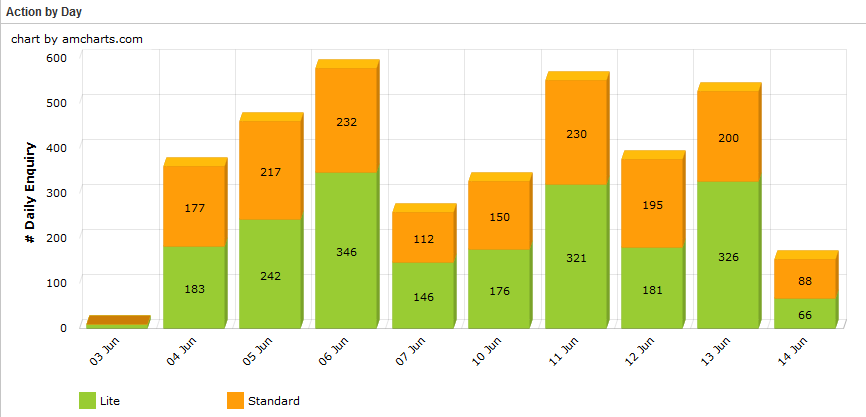 Action by Day
chart by amcharts.com
# Daily Enquiry
600
500
400
300
200
100
0
177
183
217
242
232
346
112
146
150
176
230
321
195
181
200
326
88
66
03 Jun
04 Jun
05 Jun
06 Jun
07 Jun
10 Jun
11 Jun
12 Jun
13 Jun
14 Jun
Lite
Standard